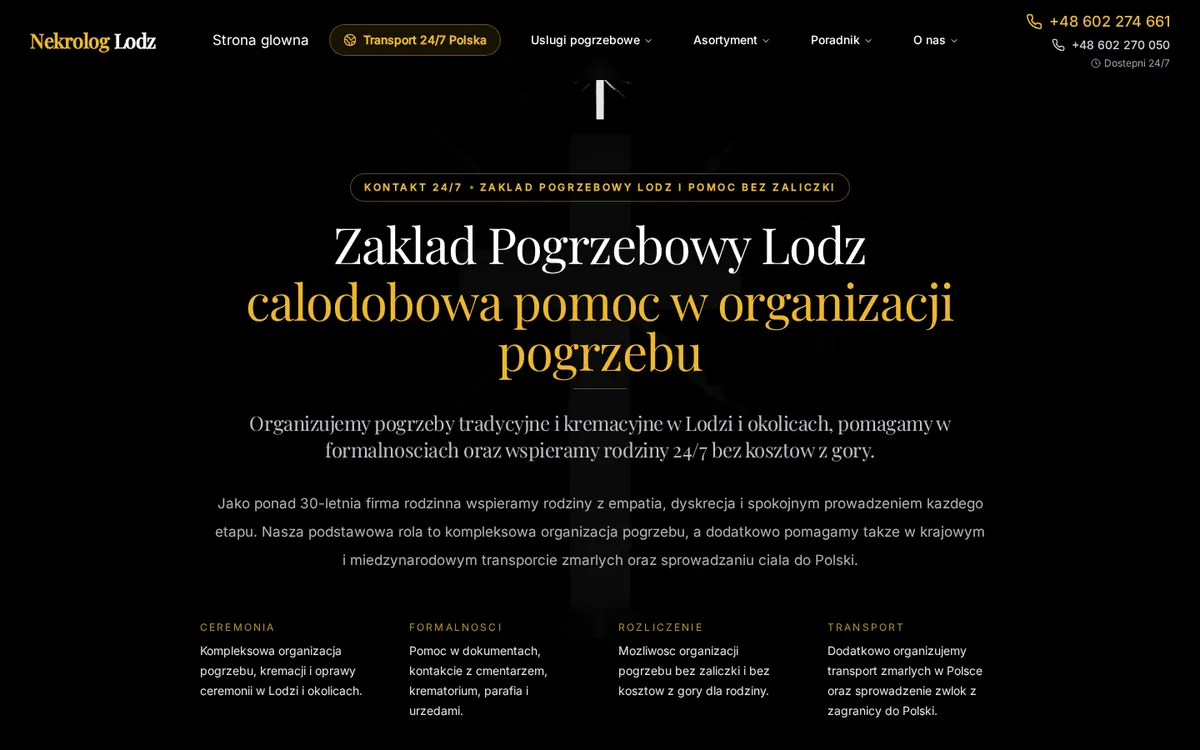 Nekrolog Lodz
Strona glowna
Transport 24/7 Polska
Uslugi pogrzebowe
Asortyment
Poradnik
O nas
+48 602 274 661
+48 602 270 050
Dostepni 24/7
KONTAKT 24/7 • ZAKLAD POGRZEBOWY LODZ I POMOC BEZ ZALICZKI
Zaklad Pogrzebowy Lodz
calodobowa pomoc w organizacji
pogrzebu
Organizujemy pogrzeby tradycyjne i kremacyjne w Lodzi i okolicach, pomagamy w
formalnosciach oraz wspieramy rodziny 24/7 bez kosztow z gory.
Jako ponad 30-letnia firma rodzinna wspieramy rodziny z empatia, dyskrecja i spokojnym prowadzeniem kazdego
etapu. Nasza podstawowa rola to kompleksowa organizacja pogrzebu, a dodatkowo pomagamy takze w krajowym
i miedzynarodowym transporcie zmarlych oraz sprowadzaniu ciala do Polski.
CEREMONIA
Kompleksowa organizacja
pogrzebu, kremacji i oprawy
ceremonii w Lodzi i okolicach.
FORMALNOSCI
Pomoc w dokumentach,
kontakcie z cmentarzem,
krematorium, parafia i
urzedami.
ROZLICZENIE
Mozliwosc organizacji
pogrzebu bez zaliczki i bez
kosztow z gory dla rodziny.
TRANSPORT
Dodatkowo organizujemy
transport zmarlych w Polsce
oraz sprowadzenie zwlok z
zagranicy do Polski.